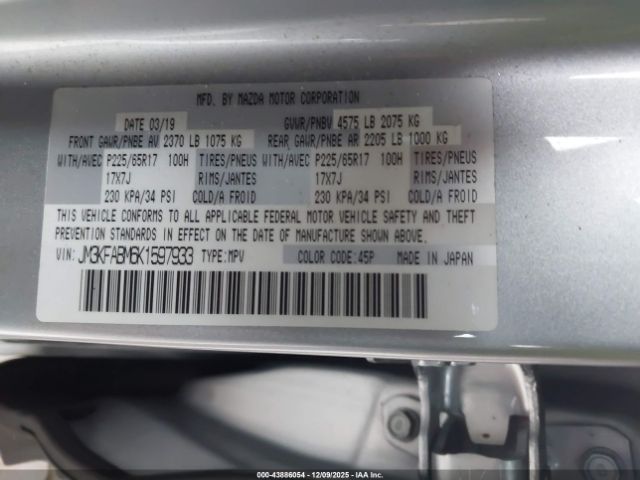 MFD. BY MAZDA MOTOR CORPORATION
DATE 03/19 GVWR/PNBV 4575 LB 2075 KG
FRONT GAWR/PNBE AV 2370 LB 1075 KG REAR GAWR/PNBE AR 2205 LB 1000 KG
WITH/AVEC P225/65R17 100H TIRES/PNEUS WITH/AVEC P225/65R17 100H TIRES/PNEUS
17X7J RIMS/JANTES 17X7J RIMS/JANTES
230 KPA/34 PSI COLD/A FROID 230 KPA/34 PSI COLD/A FROID
THIS VEHICLE CONFORMS TO ALL APPLICABLE FEDERAL MOTOR VEHICLE SAFETY AND THEFT
PREVENTION STANDARDS IN EFFECT ON THE DATE OF MANUFACTURE SHOWN ABOVE.
VIN: JM3KFABM6K1597933 TYPE:MPV COLOR CODE:45P MADE IN JAPAN
000-43886054 - 12/09/2025 - IAA Inc.